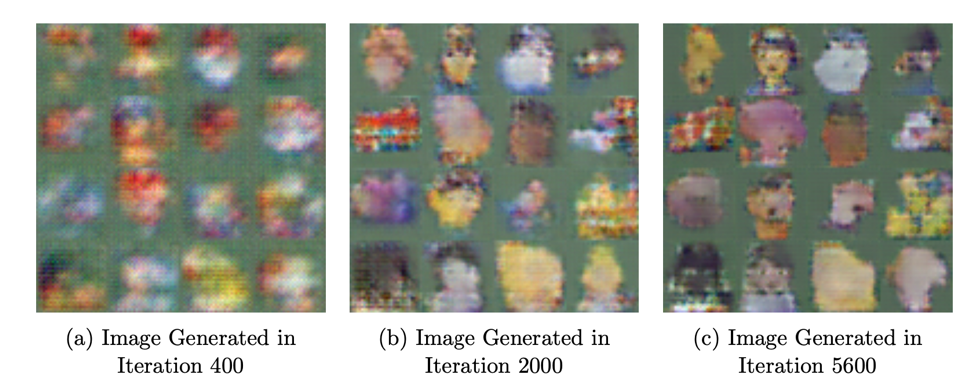 (a) Image Generated in
Iteration 400
(b) Image Generated in
Iteration 2000
(c) Image Generated in
Iteration 5600